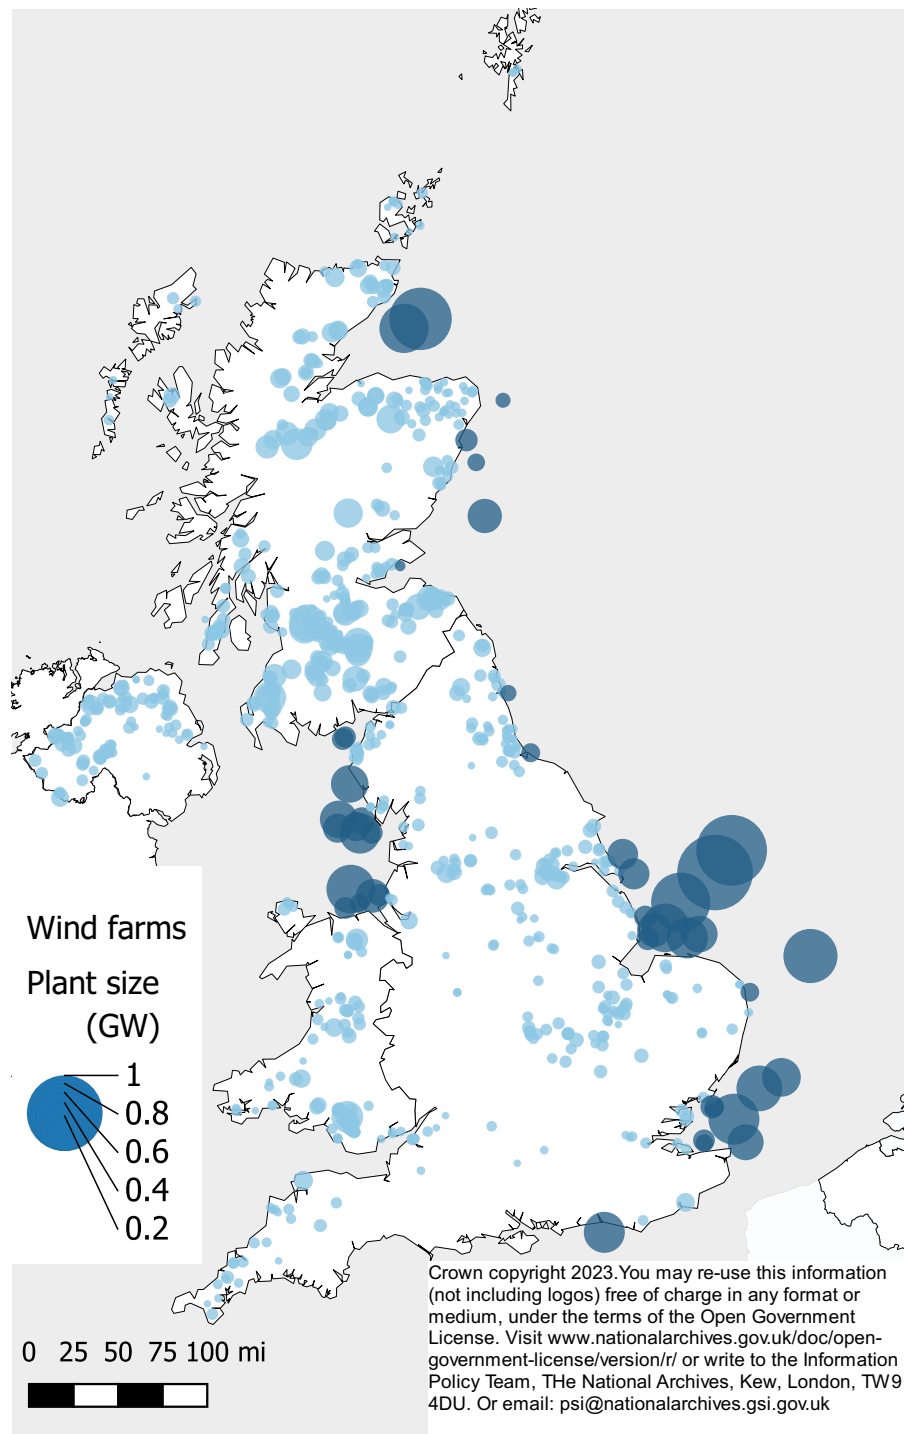 Wind farms
Plant size
(GW)
1
0.8
0.6
0.4
0.2
0 25 50 75 100 mi
Crown copyright 2023.You may re-use this information
(not including logos) free of charge in any format or
medium, under the terms of the Open Government
License. Visit www.nationalarchives.gov.uk/doc/open-
government-license/version/r/ or write to the Information
Policy Team, THe National Archives, Kew, London, TW9
4DU. Or email: psi@nationalarchives.gsi.gov.uk